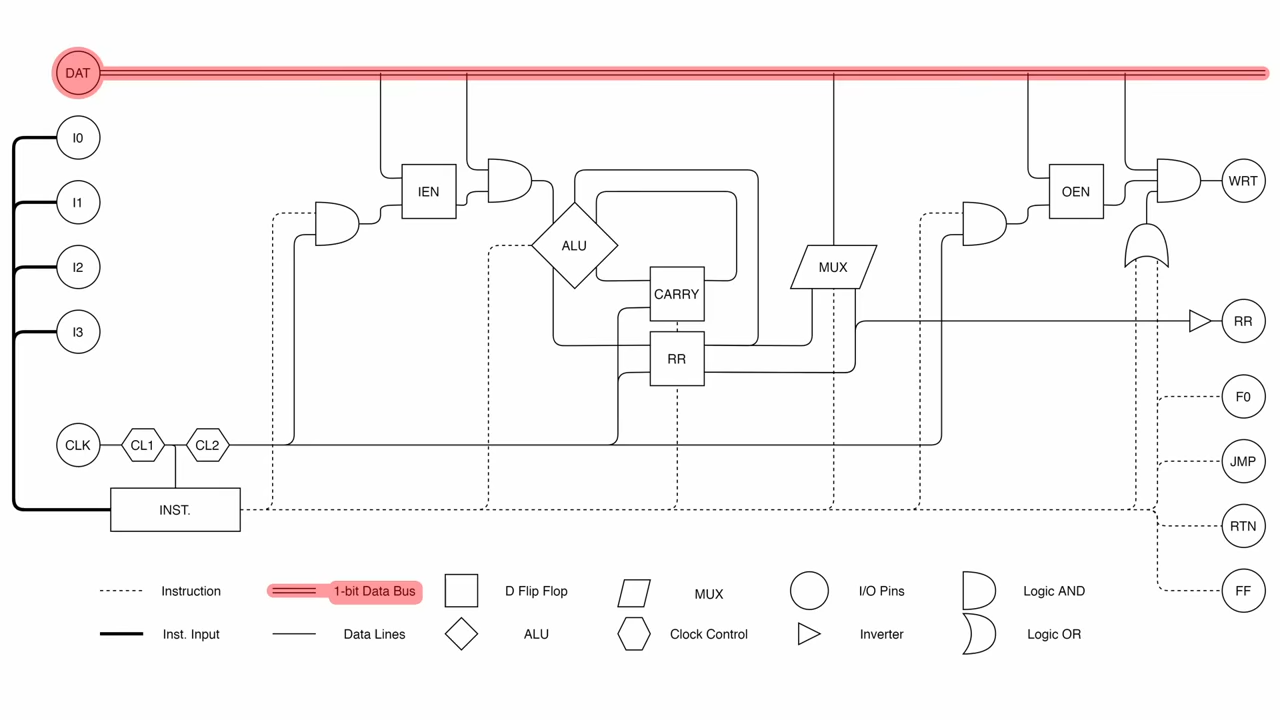 DAT
I0
I1
IEN
WRT
OEN
ALU
I2
MUX
CARRY
I3
RR
RR
F0
CLK
CL1
CL2
JMP
INST.
RTN
Instruction
1-bit Data Bus
D Flip Flop
MUX
I/O Pins
Logic AND
FF
Inst. Input
Data Lines
ALU
Clock Control
Inverter
Logic OR